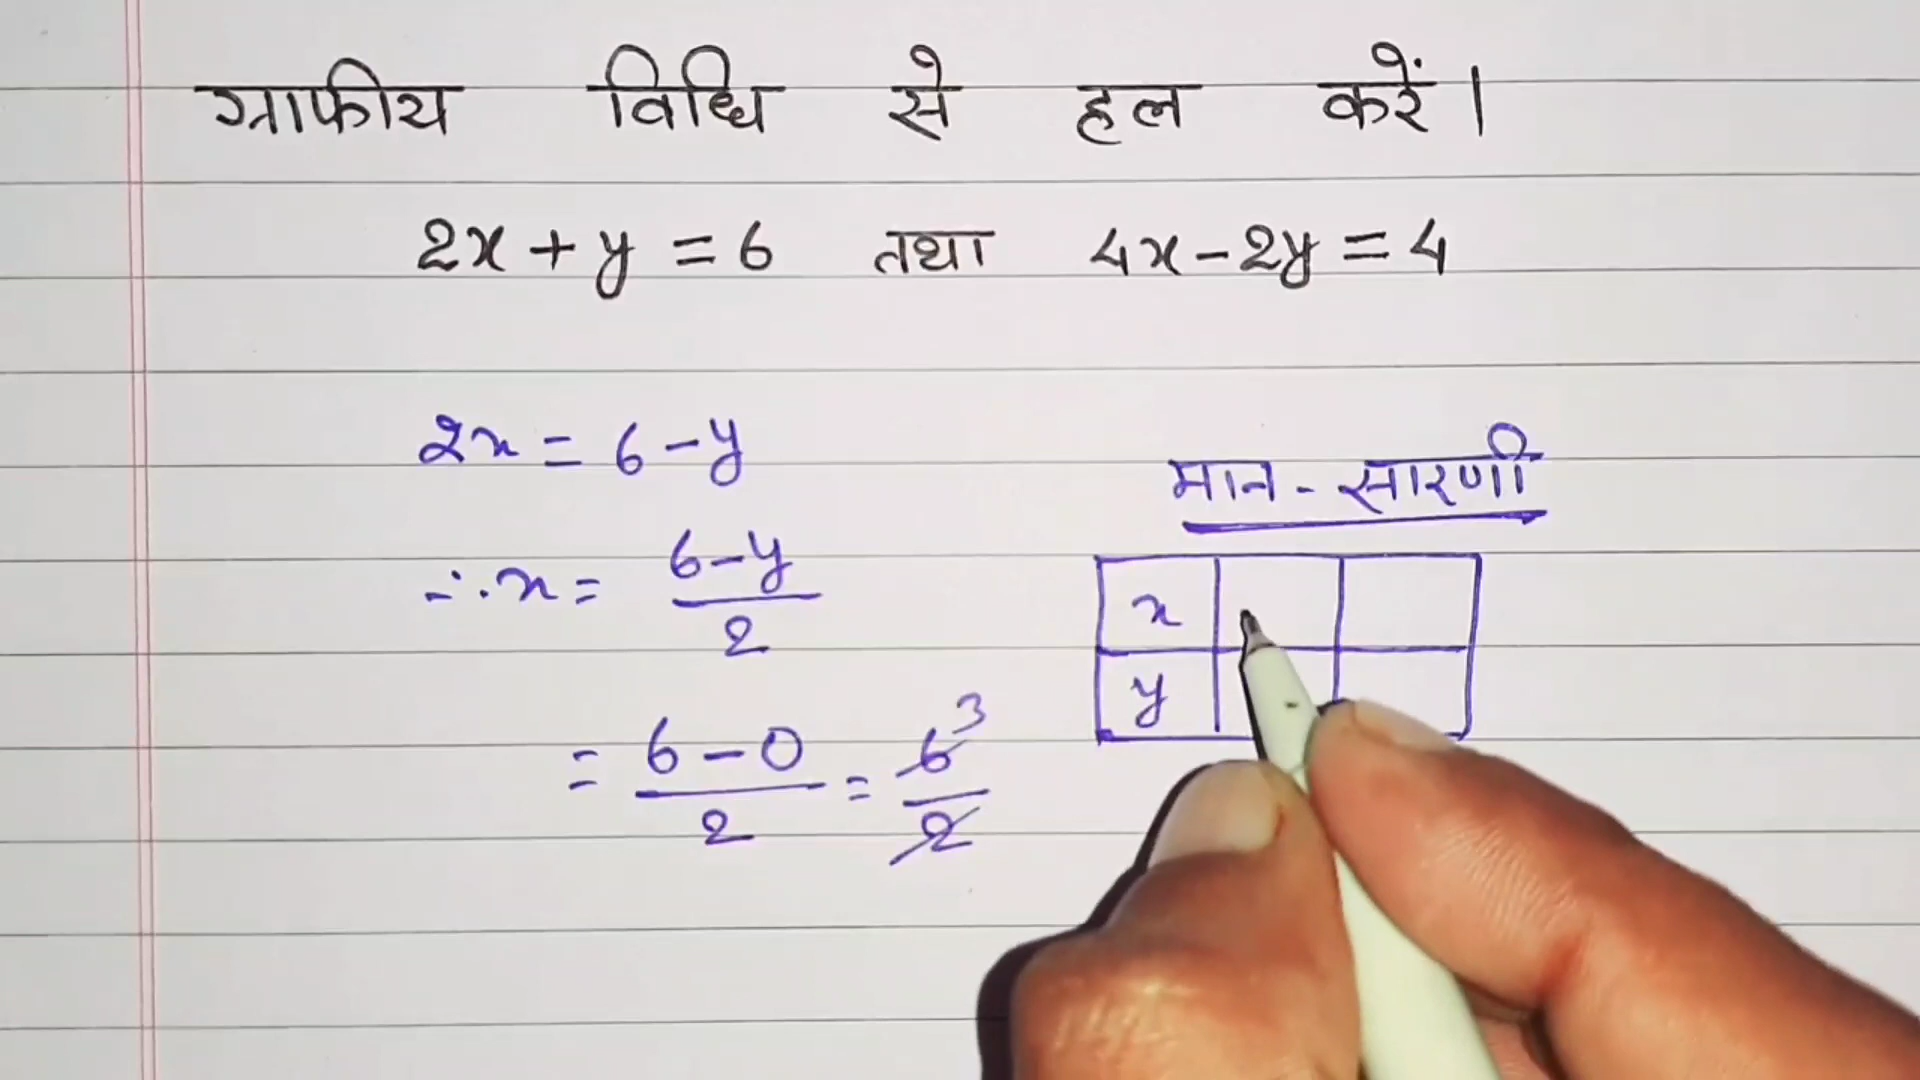 ग्राफीय विधि से हल करें।
2x + y = 6 तथा 4x - 2y = 4
2x = 6 - y
मान - सारणी
∴ x = 6 - y / 2
x
y
= 6 - 0 / 2 = 6 3 / 2